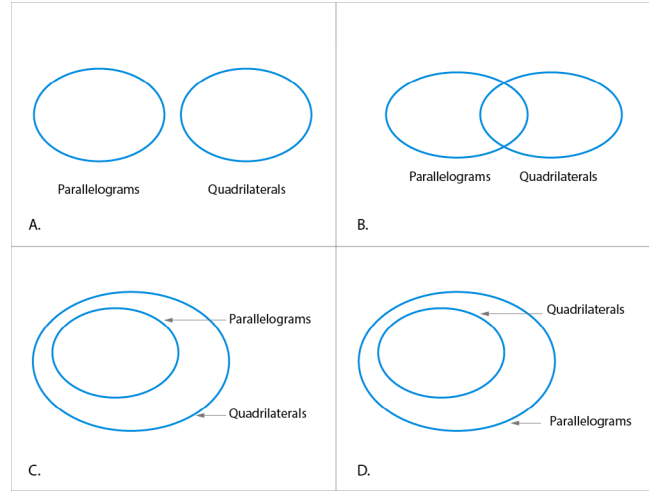 Parallelograms
Quadrilaterals
A.
Parallelograms
Quadrilaterals
B.
Parallelograms
Quadrilaterals
C.
Quadrilaterals
Parallelograms
D.